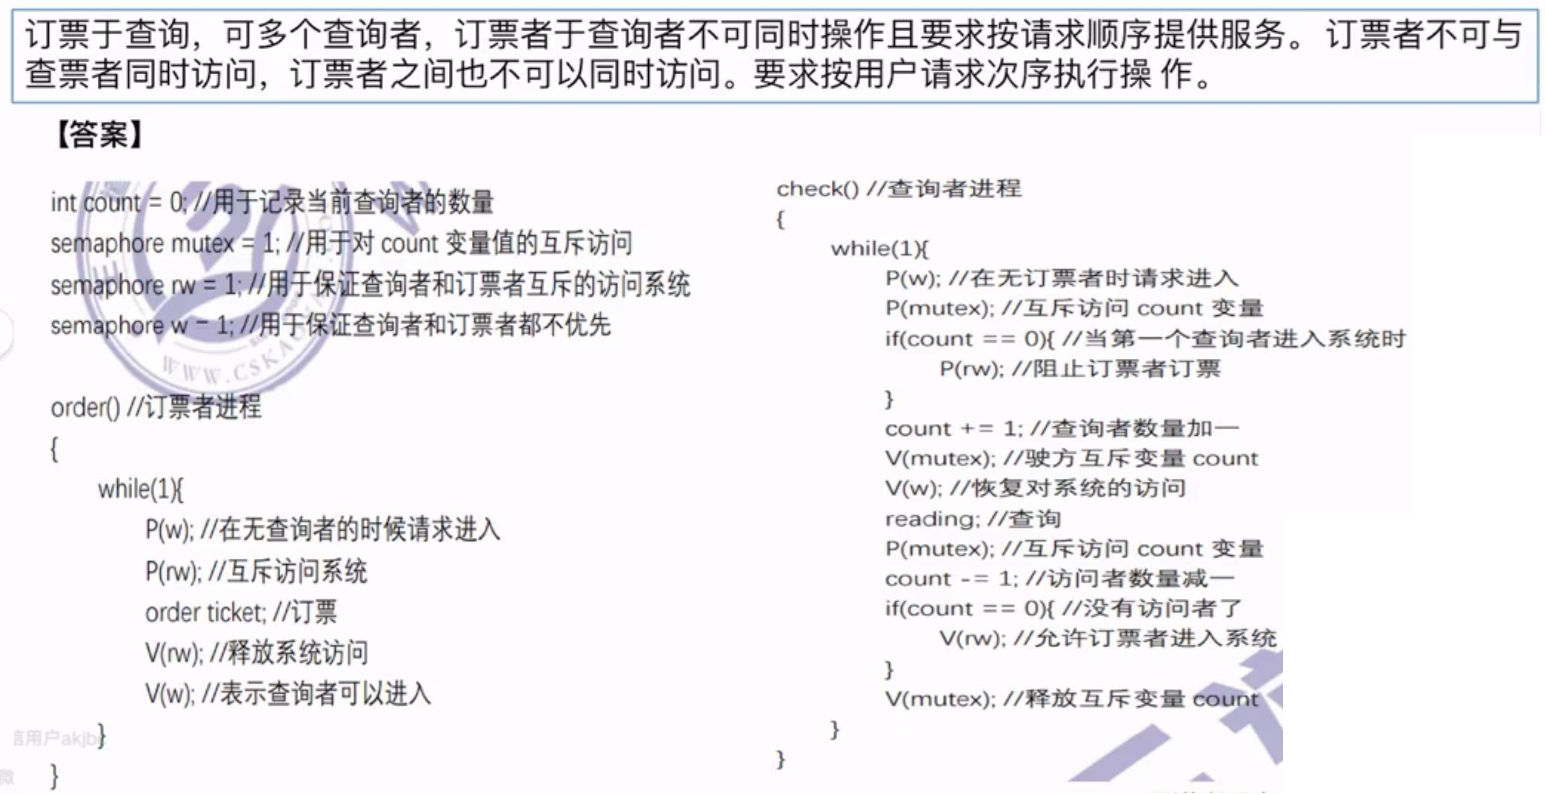 订票于查询，可多个查询者，订票者于查询者不可同时操作且要求按请求顺序提供服务。 订票者不可与
查票者同时访问，订票者之间也不可以同时访问。要求按用户请求次序执行操 作。
【答案】
int count = 0; //用于记录当前查询者的数量
semaphore mutex = 1; //用于对 count 变量值的互斥访问
semaphore rw = 1; //用于保证查询者和订票者互斥的访问系统
semaphore w = 1; //用于保证查询者和订票者都不优先
WWW.CSKAO
order() //订票者进程
{
while(1){
P(w); //在无查询者的时候请求进入
P(rw); //互斥访问系统
order ticket; //订票
V(rw); //释放系统访问
V(w); //表示查询者可以进入
}
}
信用户akjb
微
check() //查询者进程
{
while(1){
P(w); //在无订票者时请求进入
P(mutex); //互斥访问 count 变量
if(count == 0){ //当第一个查询者进入系统时
P(rw); //阻止订票者订票
}
count += 1; //查询者数量加一
V(mutex); //驶方互斥变量 count
V(w); //恢复对系统的访问
reading; //查询
P(mutex); //互斥访问 count 变量
count -= 1; //访问者数量减一
if(count == 0){ //没有访问者了
V(rw); //允许订票者进入系统
}
V(mutex); //释放互斥变量 count
}
}